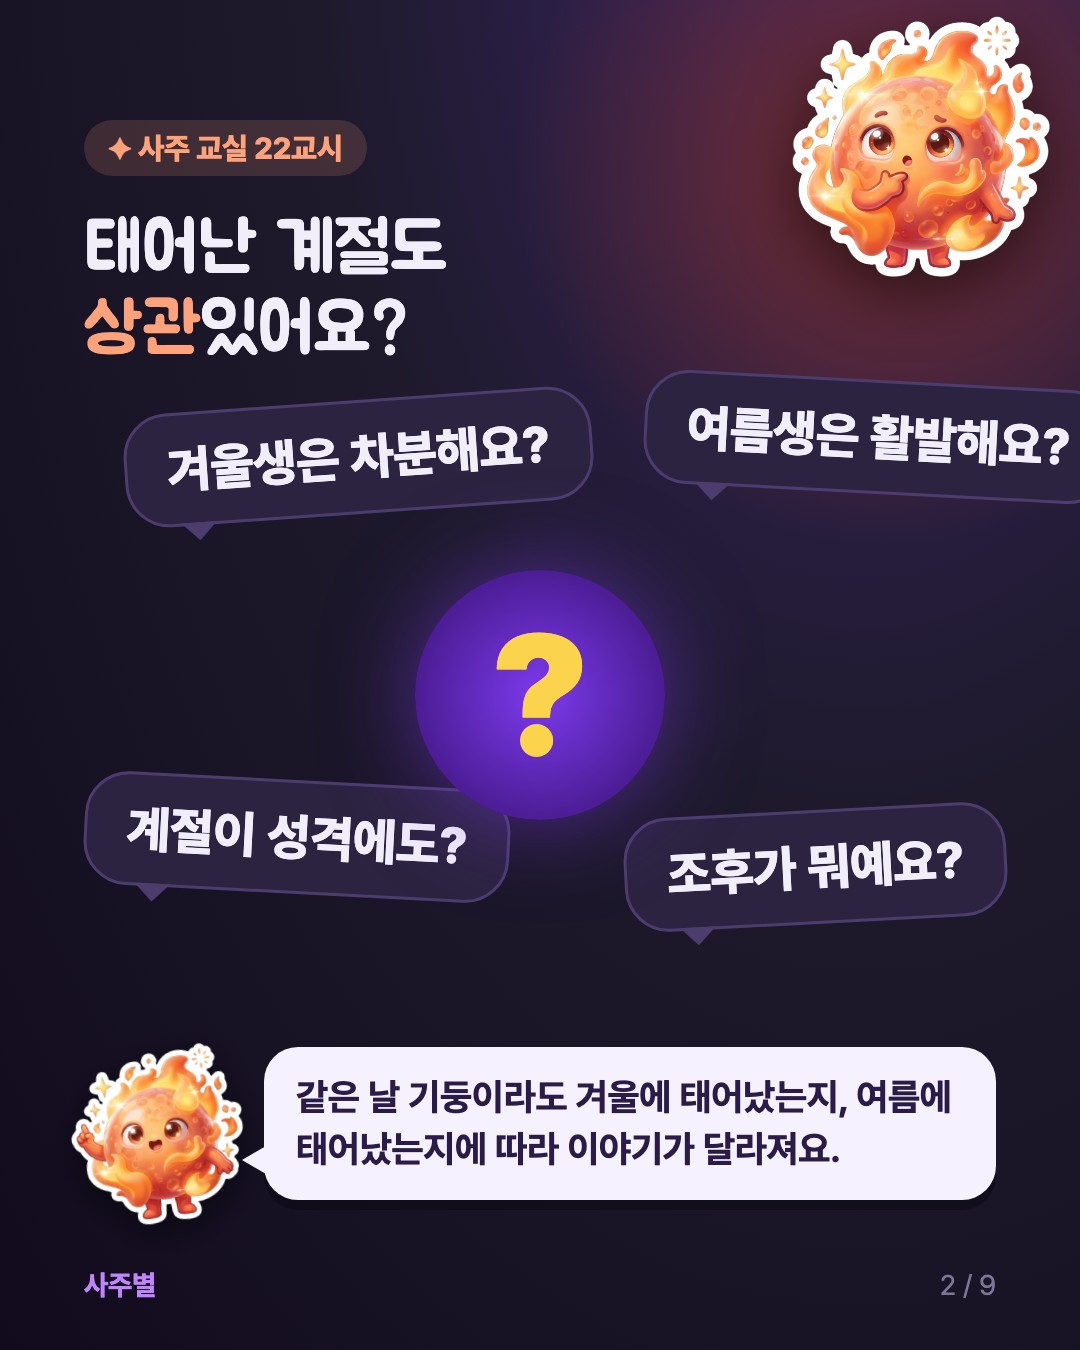 ✦ 사주 교실 22교시
태어난 계절도
상관있어요?
겨울생은 차분해요?
여름생은 활발해요?
?
계절이 성격에도?
조후가 뭐예요?
같은 날 기둥이라도 겨울에 태어났는지, 여름에
태어났는지에 따라 이야기가 달라져요.
사주별
2 / 9